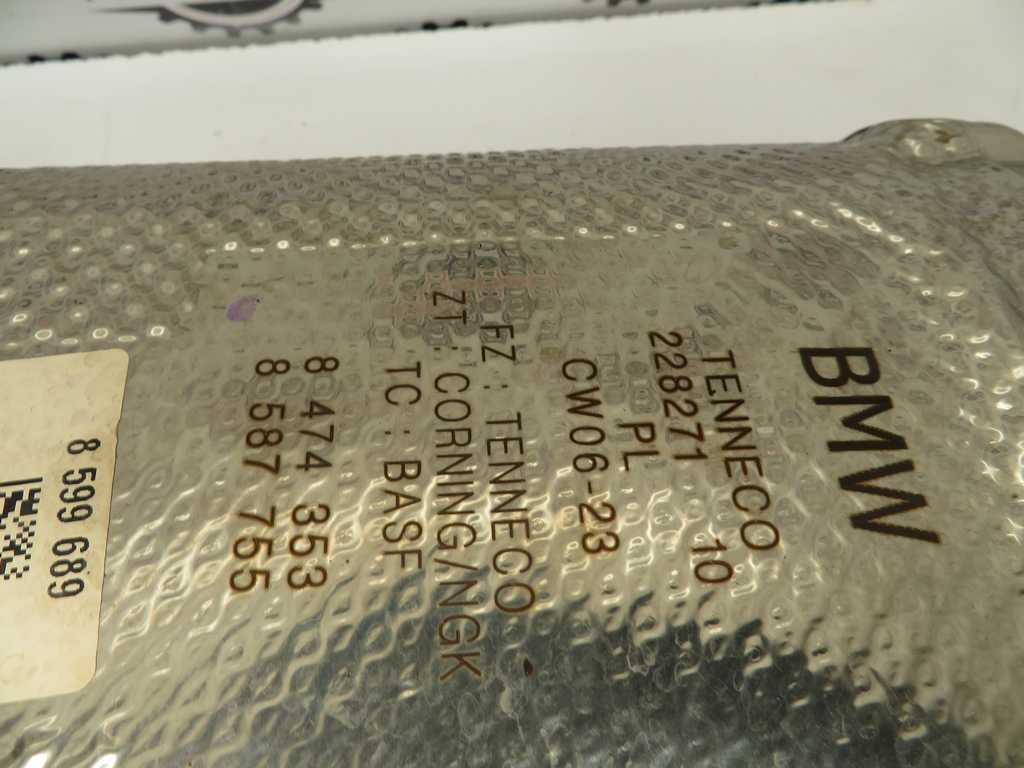 BMW
TENNECO
228271 10
PL
CW06-23
FZ: TENNECO
ZT: CORNING/NGK
TC: BASF
8 474 353
8 587 755
8 599 689